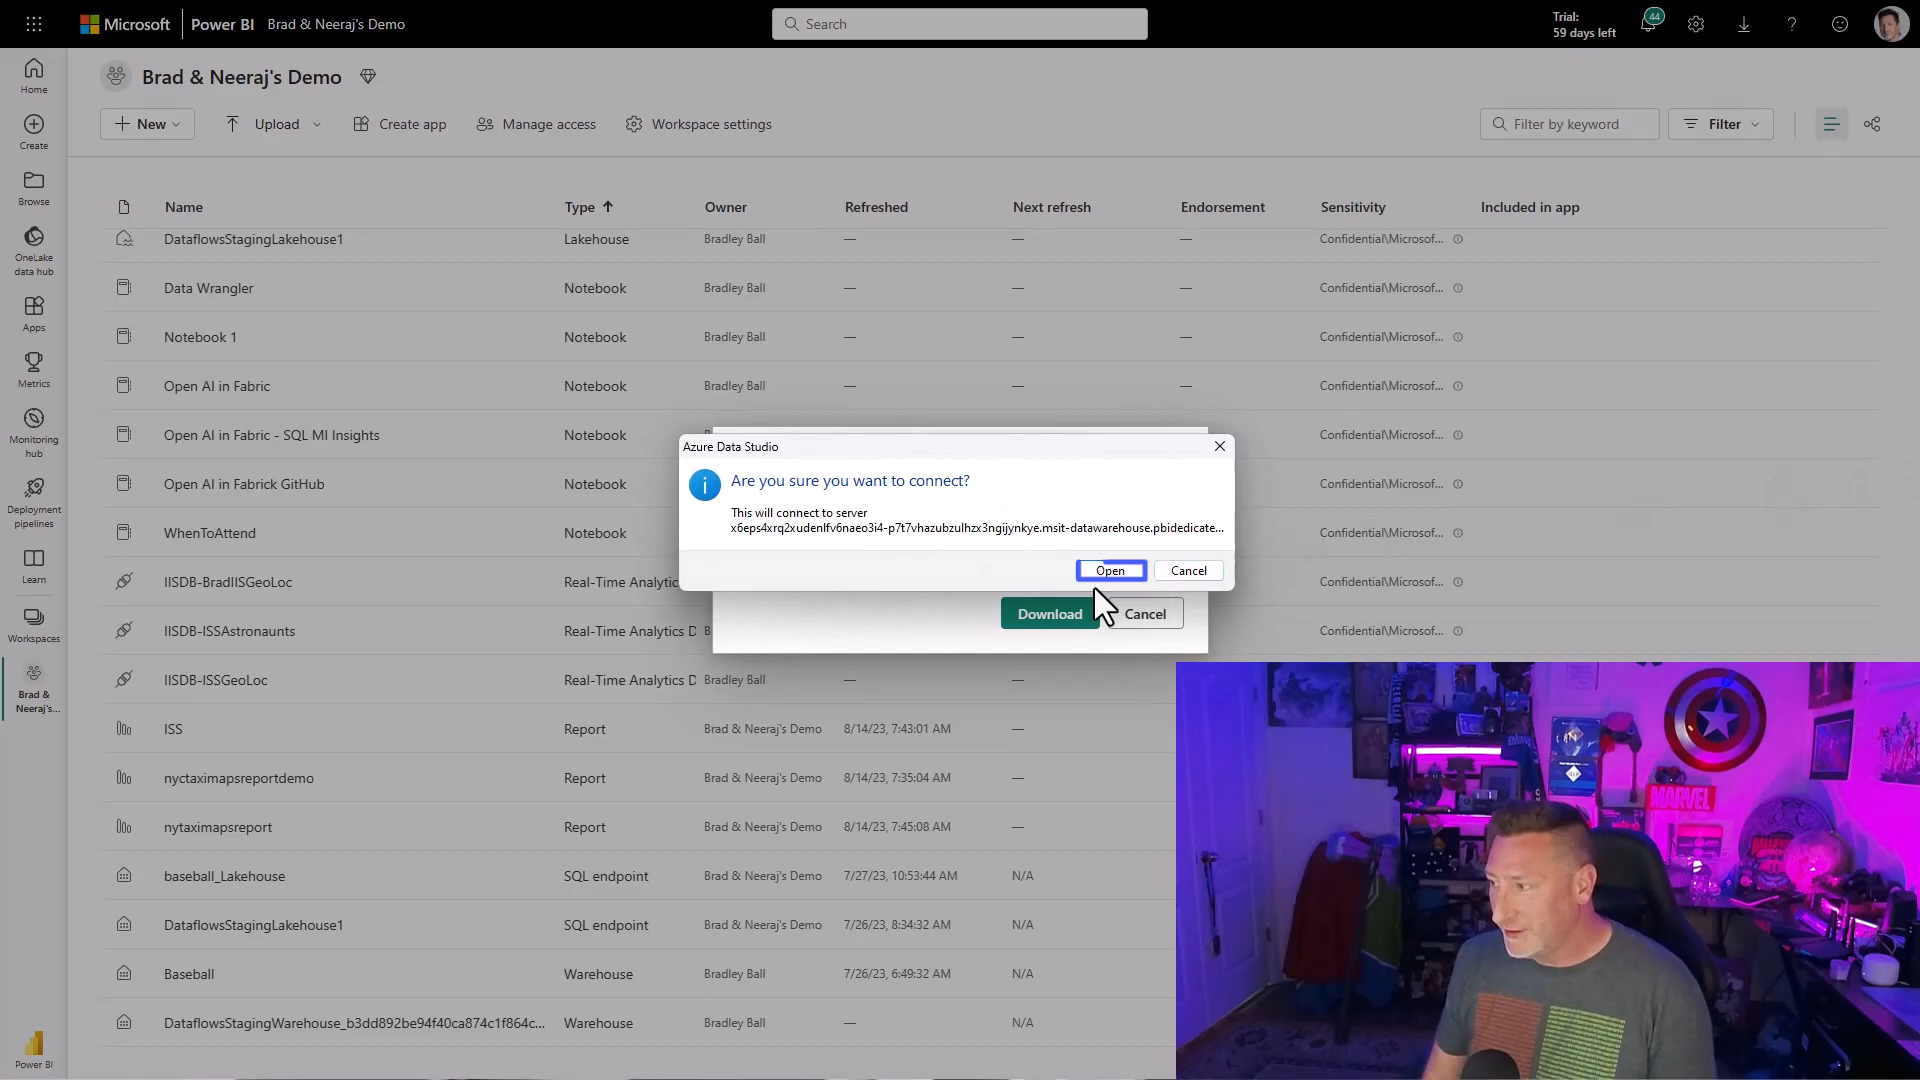 Microsoft
Power BI
Brad & Neeraj's Demo
Search
Trial:
59 days left
44
Home
Create
Browse
OneLake
data hub
Apps
Metrics
Monitoring
hub
Deployment
pipelines
Learn
Workspaces
Brad &
Neeraj's...
Power BI
Brad & Neeraj's Demo
New
Upload
Create app
Manage access
Workspace settings
Filter by keyword
Filter
Name Type Owner Refreshed Next refresh Endorsement Sensitivity Included in app
DataflowsStagingLakehouse1 Lakehouse Bradley Ball — — — Confidential\Microsof...
Data Wrangler Notebook Bradley Ball — — — Confidential\Microsof...
Notebook 1 Notebook Bradley Ball — — — Confidential\Microsof...
Open AI in Fabric Notebook Bradley Ball — — — Confidential\Microsof...
Open AI in Fabric - SQL MI Insights Notebook Confidential\Microsof...
Open AI in Fabrick GitHub Notebook Confidential\Microsof...
WhenToAttend Notebook Confidential\Microsof...
IISDB-BradIISGeoLoc Real-Time Analytic Confidential\Microsof...
IISDB-ISSAstronaunts Real-Time Analytics D Confidential\Microsof...
IISDB-ISSGeoLoc Real-Time Analytics D Bradley Ball — —
ISS Report Brad & Neeraj's Demo 8/14/23, 7:43:01 AM —
nyctaximapsreportdemo Report Brad & Neeraj's Demo 8/14/23, 7:35:04 AM —
nytaximapsreport Report Brad & Neeraj's Demo 8/14/23, 7:45:08 AM —
baseball_Lakehouse SQL endpoint Brad & Neeraj's Demo 7/27/23, 10:53:44 AM N/A
DataflowsStagingLakehouse1 SQL endpoint Brad & Neeraj's Demo 7/26/23, 8:34:32 AM N/A
Baseball Warehouse Bradley Ball 7/26/23, 6:49:32 AM N/A
DataflowsStagingWarehouse_b3dd892be94f40ca874c1f864c... Warehouse Bradley Ball — N/A
Azure Data Studio
Are you sure you want to connect?
This will connect to server
x6eps4xrq2xudenlfv6naeo3i4-p7t7vhazubzulhzx3ngijynkye.msit-datawarehouse.pbidedicate...
Open
Cancel
Download
Cancel
MARVEL